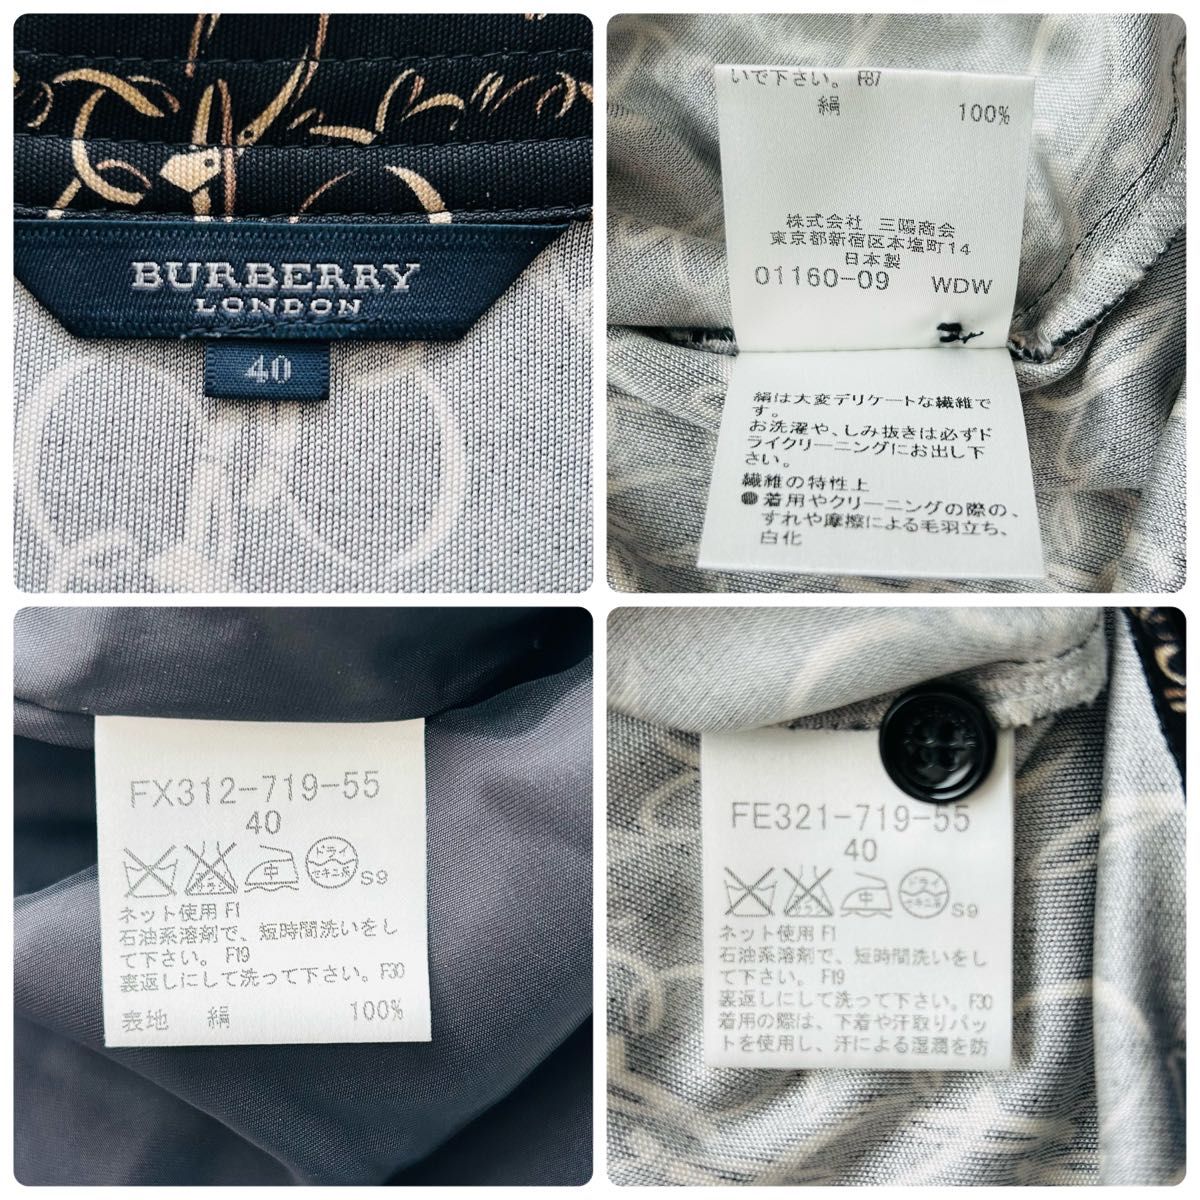 BURBERRY
LONDON
40
いで下さい。 F87
絹 100%
株式会社 三陽商会
東京都新宿区本塩町14
日本製
01160-09 WDW
絹は大変デリケートな繊維で
す。
お洗濯や、しみ抜きは必ずド
ライクリーニングにお出し下
さい。
繊維の特性上
●着用やクリーニングの際の、
すれや摩擦による毛羽立ち、
白化
FX312-719-55
40
中 ドライ セキユ系 S9
ネット使用 F1
石油系溶剤で、短時間洗いをし
て下さい。 F19
裏返しにして洗って下さい。F30
表地 絹 100%
FE321-719-55
40
中 ドライ セキユ系 S9
ネット使用 F1
石油系溶剤で、短時間洗いをし
て下さい。 F19
裏返しにして洗って下さい。F30
着用の際は、下着や汗取りパッ
トを使用し、汗による湿潤を防